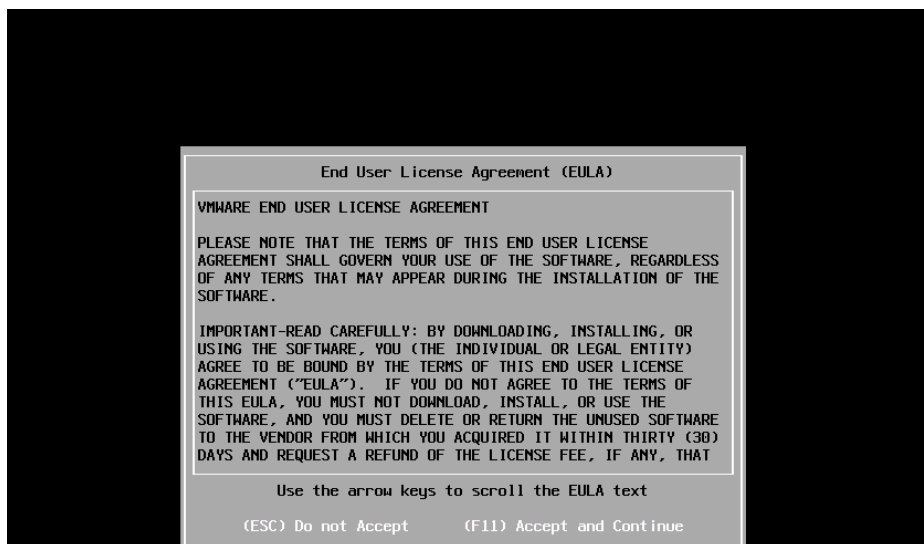 End User License Agreement (EULA)
VMWARE END USER LICENSE AGREEMENT
PLEASE NOTE THAT THE TERMS OF THIS END USER LICENSE
AGREEMENT SHALL GOVERN YOUR USE OF THE SOFTWARE, REGARDLESS
OF ANY TERMS THAT MAY APPEAR DURING THE INSTALLATION OF THE
SOFTWARE.
IMPORTANT-READ CAREFULLY: BY DOWNLOADING, INSTALLING, OR
USING THE SOFTWARE, YOU (THE INDIVIDUAL OR LEGAL ENTITY)
AGREE TO BE BOUND BY THE TERMS OF THIS END USER LICENSE
AGREEMENT ("EULA").  IF YOU DO NOT AGREE TO THE TERMS OF
THIS EULA, YOU MUST NOT DOWNLOAD, INSTALL, OR USE THE
SOFTWARE, AND YOU MUST DELETE OR RETURN THE UNUSED SOFTWARE
TO THE VENDOR FROM WHICH YOU ACQUIRED IT WITHIN THIRTY (30)
DAYS AND REQUEST A REFUND OF THE LICENSE FEE, IF ANY, THAT
Use the arrow keys to scroll the EULA text
(ESC) Do not Accept (F11) Accept and Continue